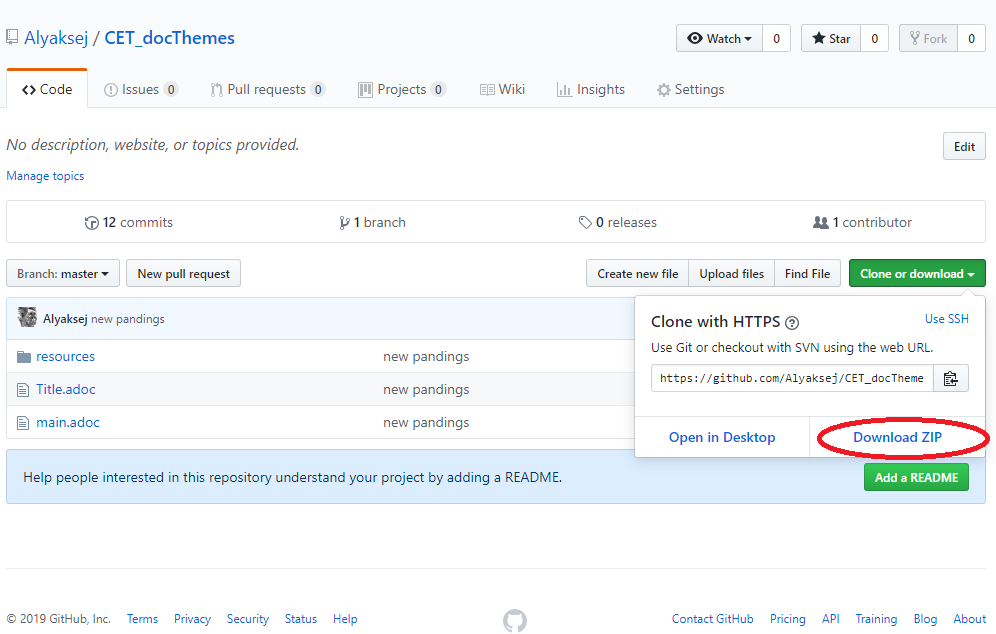 Alyaksej / CET_docThemes
Watch 0 Star 0 Fork 0
Code Issues 0 Pull requests 0 Projects 0 Wiki Insights Settings
No description, website, or topics provided.
Edit
Manage topics
12 commits 1 branch 0 releases 1 contributor
Branch: master New pull request Create new file Upload files Find File Clone or download
Alyaksej new pandings
resources new pandings
Title.adoc new pandings
main.adoc new pandings
Clone with HTTPS ? Use SSH
Use Git or checkout with SVN using the web URL.
https://github.com/Alyaksej/CET_docTheme
Open in Desktop Download ZIP
Help people interested in this repository understand your project by adding a README.
Add a README
© 2019 GitHub, Inc. Terms Privacy Security Status Help Contact GitHub Pricing API Training Blog About